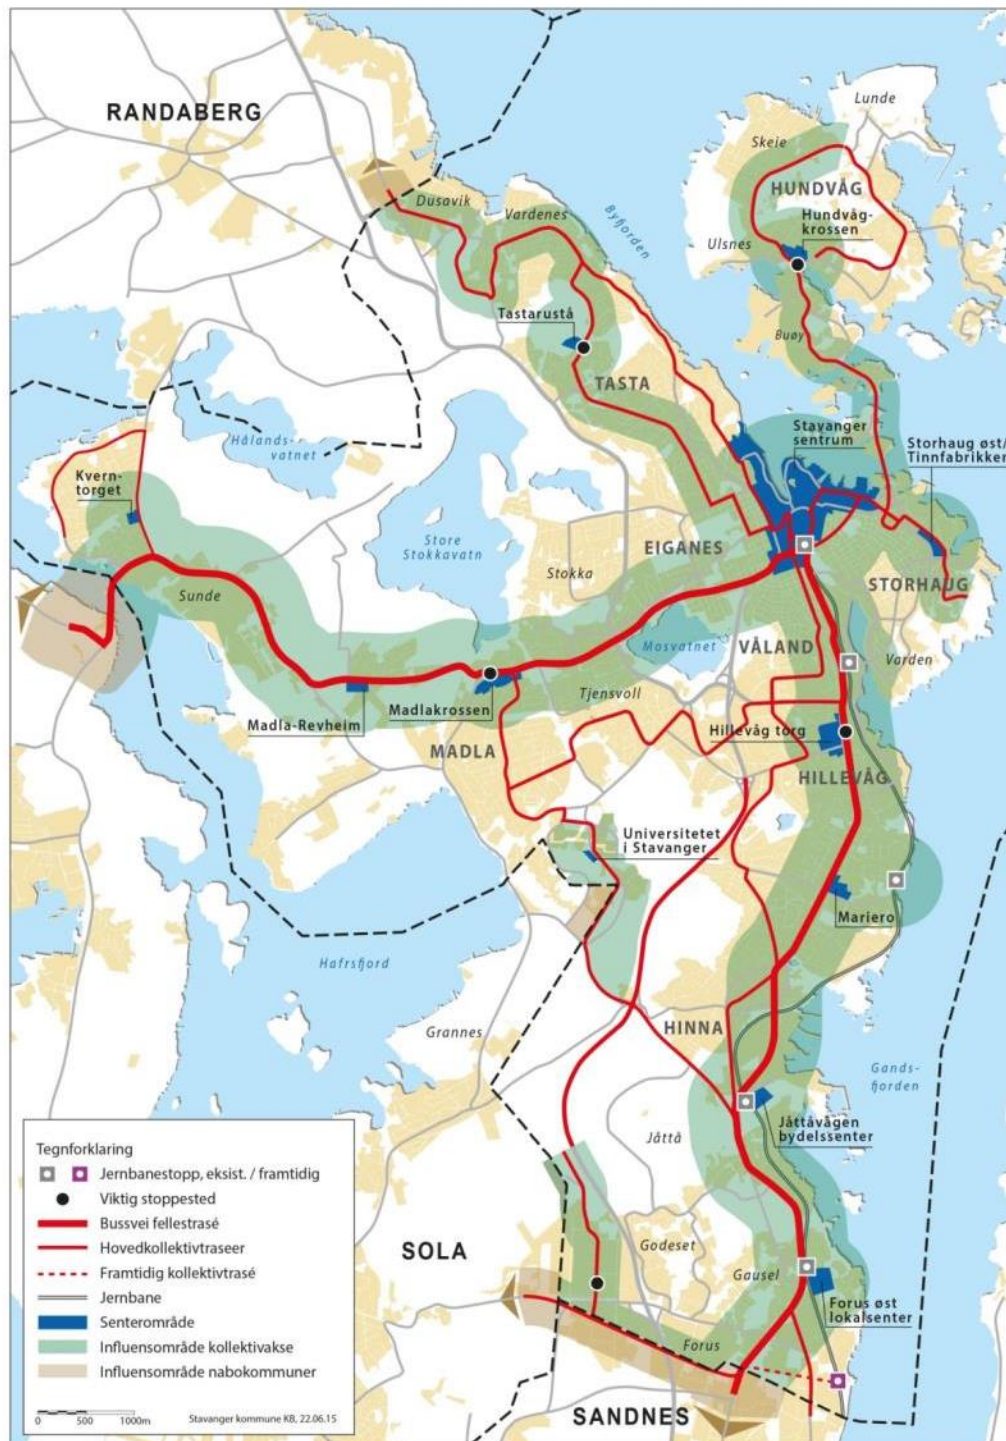 RANDABERG
Lunde
Skeie
HUNDVÅG
Hundvåg-
krossen
Ulsnes
Dusavik
Vardenes
Byfjorden
Buøy
Tastarustå
TASTA
Stavanger
sentrum
Storhaug øst/
Tinnfabrikken
Hålands-
vatnet
Kvern-
torget
Store
Stokkavatn
EIGANES
Stokka
STORHAUG
Sunde
Mosvatnet
VÅLAND
Varden
Tjensvoll
Madla-Revheim
Madlakrossen
MADLA
Hillevåg torg
HILLEVÅG
Universitetet
i Stavanger
Mariero
Hafrsfjord
Grannes
HINNA
Gands-
fjorden
Jåttå
Jåttåvågen
bydelssenter
SOLA
Godeset
Gausel
Forus øst
lokalsenter
Forus
SANDNES
Tegnforklaring
Jernbanestopp, eksist. / framtidig
Viktig stoppested
Bussvei fellestrasé
Hovedkollektivtraseer
Framtidig kollektivtrasé
Jernbane
Senterområde
Influensområde kollektivakse
Influensområde nabokommuner
0 500 1000m
Stavanger kommune KB, 22.06.15